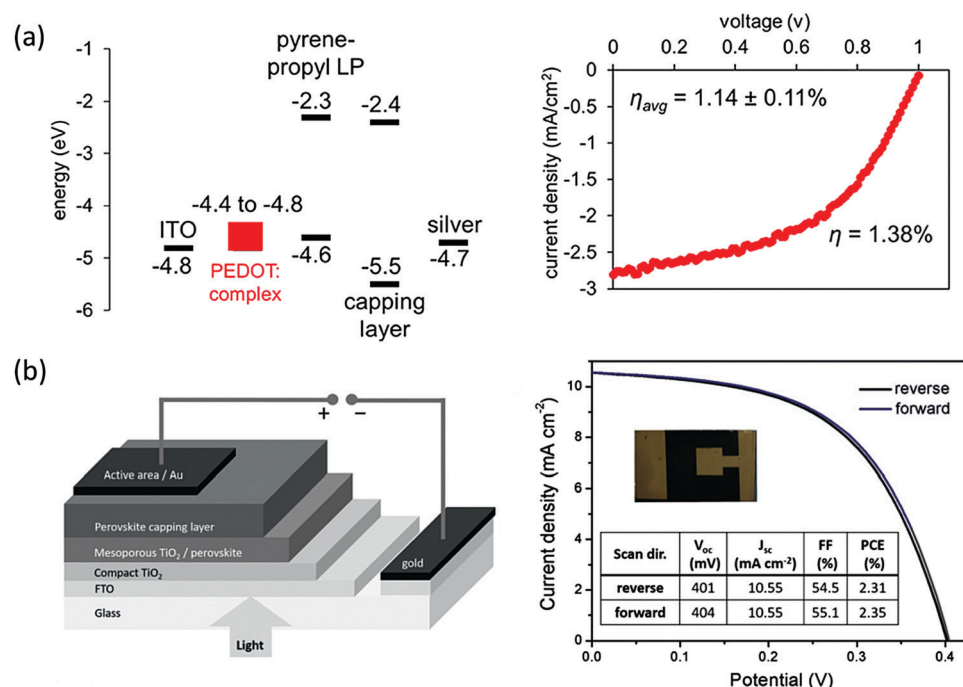 (a)
energy (eV)
-1
-2
-3
-4
-5
-6
pyrene-
propyl LP
-2.3
-2.4
-4.4 to -4.8
ITO
-4.8
PEDOT:
complex
-4.6
-5.5
capping
layer
silver
-4.7
voltage (v)
0 0.2 0.4 0.6 0.8 1
current density (mA/cm²)
0
-0.5
-1
-1.5
-2
-2.5
-3
ηavg = 1.14 ± 0.11%
η = 1.38%
(b)
+ −
Active area / Au
Perovskite capping layer
Mesoporous TiO₂ / perovskite
Compact TiO₂
FTO
Glass
gold
Light
Current density (mA cm⁻²)
10
8
6
4
2
0
reverse
forward
Scan dir. Voc (mV) Jsc (mA cm⁻²) FF (%) PCE (%)
reverse 401 10.55 54.5 2.31
forward 404 10.55 55.1 2.35
0.0 0.1 0.2 0.3 0.4
Potential (V)